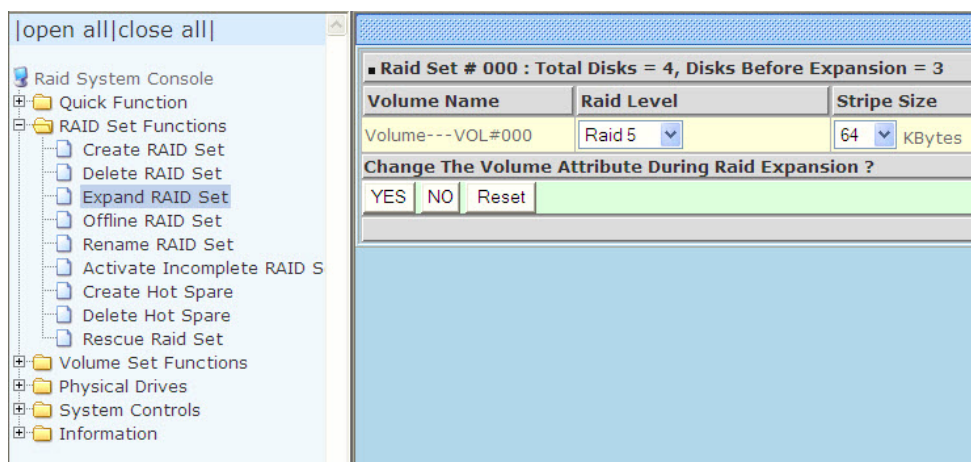 |open all|close all|
Raid System Console
Quick Function
RAID Set Functions
Create RAID Set
Delete RAID Set
Expand RAID Set
Offline RAID Set
Rename RAID Set
Activate Incomplete RAID S
Create Hot Spare
Delete Hot Spare
Rescue Raid Set
Volume Set Functions
Physical Drives
System Controls
Information
Raid Set # 000 : Total Disks = 4, Disks Before Expansion = 3
Volume Name Raid Level Stripe Size
Volume---VOL#000 Raid 5 64 KBytes
Change The Volume Attribute During Raid Expansion ?
YES NO Reset